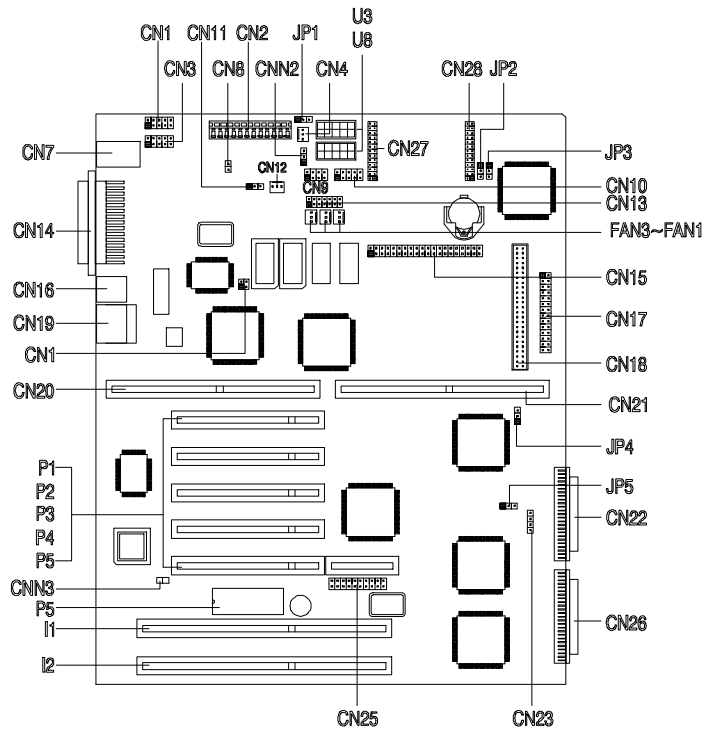 U3
CN11 CN2 JP1 U8
CN1
CN3 CN8 CNN2 CN4 CN28 JP2
CN7 CN27 JP3
CN12
CN9 CN10
CN13
CN14 FAN3~FAN1
CN15
CN16
CN17
CN19
CN1 CN18
CN20 CN21
JP4
P1
P2 JP5
P3 CN22
P4
P5
CNN3
P5 CN26
I1
I2
CN25 CN23